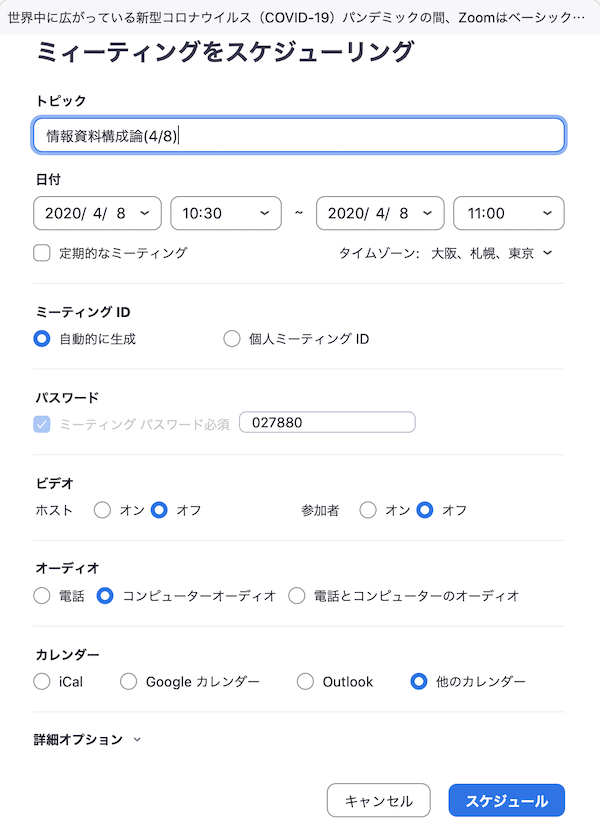 世界中に広がっている新型コロナウイルス（COVID-19）パンデミックの間、Zoomはベーシック…
ミィーティングをスケジューリング
トピック
情報資料構成論(4/8)
日付
2020/ 4/ 8 10:30 ~ 2020/ 4/ 8 11:00
定期的なミーティング タイムゾーン: 大阪、札幌、東京
ミーティング ID
自動的に生成 個人ミーティング ID
パスワード
ミーティング パスワード必須 027880
ビデオ
ホスト オン オフ 参加者 オン オフ
オーディオ
電話 コンピューターオーディオ 電話とコンピューターのオーディオ
カレンダー
iCal Google カレンダー Outlook 他のカレンダー
詳細オプション
キャンセル スケジュール